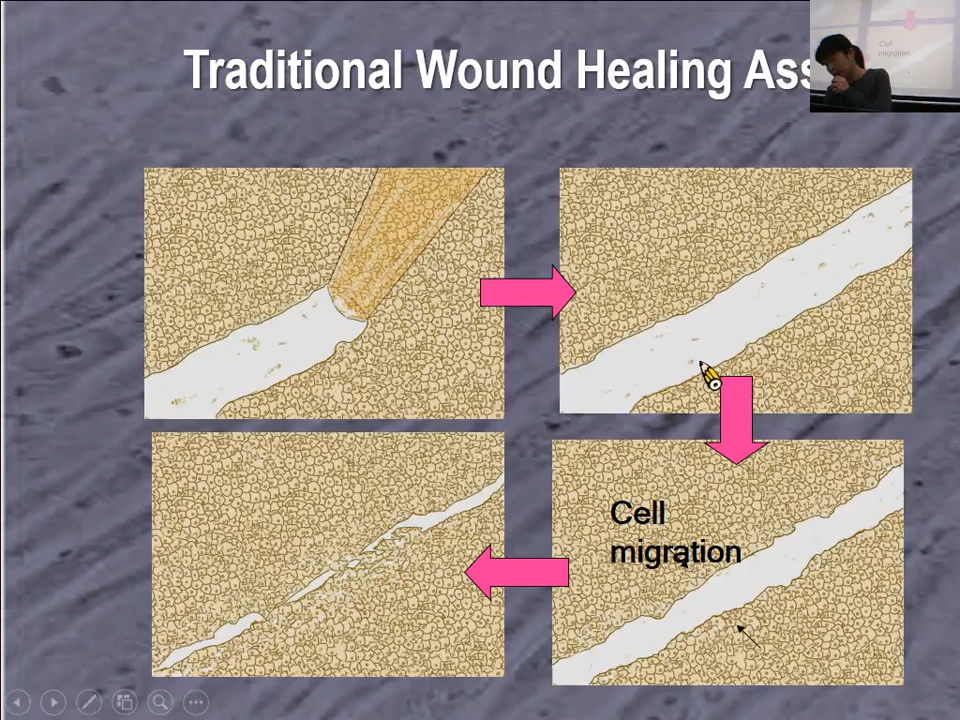 Traditional Wound Healing Ass
Cell
migration
Cell
migration